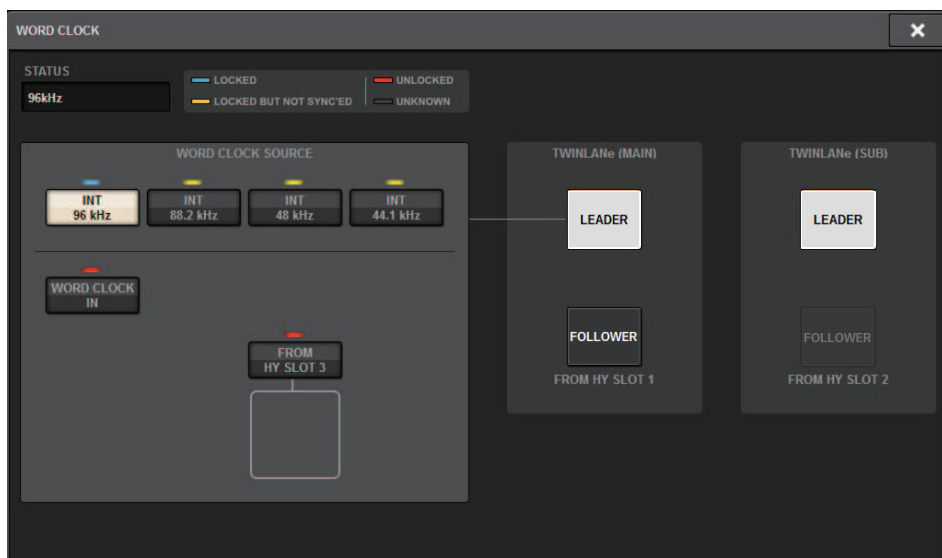 WORD CLOCK
STATUS
96kHz
LOCKED
UNLOCKED
LOCKED BUT NOT SYNC'ED
UNKNOWN
WORD CLOCK SOURCE
INT
96 kHz
INT
88.2 kHz
INT
48 kHz
INT
44.1 kHz
WORD CLOCK
IN
FROM
HY SLOT 3
TWINLANe (MAIN)
LEADER
FOLLOWER
FROM HY SLOT 1
TWINLANe (SUB)
LEADER
FOLLOWER
FROM HY SLOT 2